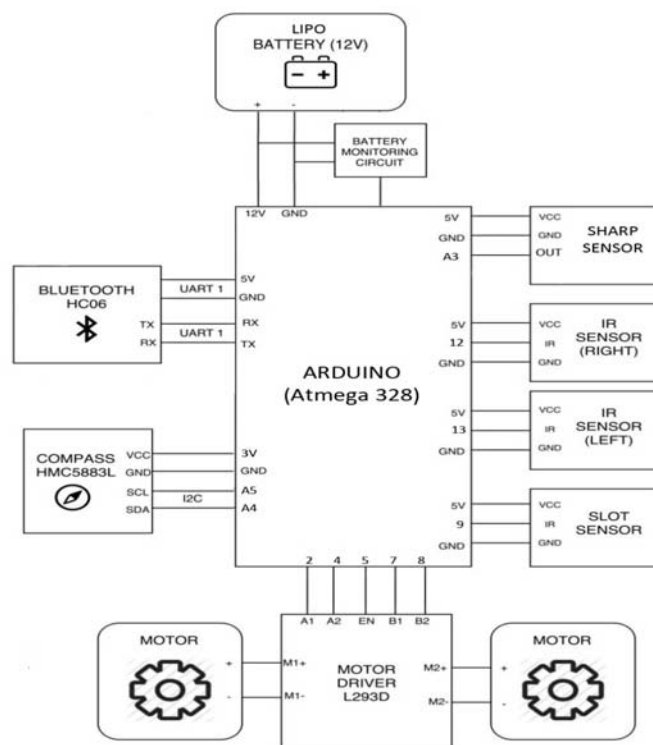 LIPO
BATTERY (12V)
+ -
BATTERY
MONITORING
CIRCUIT
12V GND
5V
GND
A3
VCC
GND
OUT
SHARP
SENSOR
BLUETOOTH
HC06
TX
RX
UART 1
UART 1
5V
GND
RX
TX
ARDUINO
(Atmega 328)
5V
12
GND
VCC
IR
GND
IR
SENSOR
(RIGHT)
5V
13
GND
VCC
IR
GND
IR
SENSOR
(LEFT)
COMPASS
HMC5883L
VCC
GND
SCL
SDA
I2C
3V
GND
A5
A4
5V
9
GND
VCC
IR
GND
SLOT
SENSOR
2 4 5 7 8
A1 A2 EN B1 B2
MOTOR
+
-
M1+
M1-
MOTOR
DRIVER
L293D
M2+
M2-
MOTOR
+
-